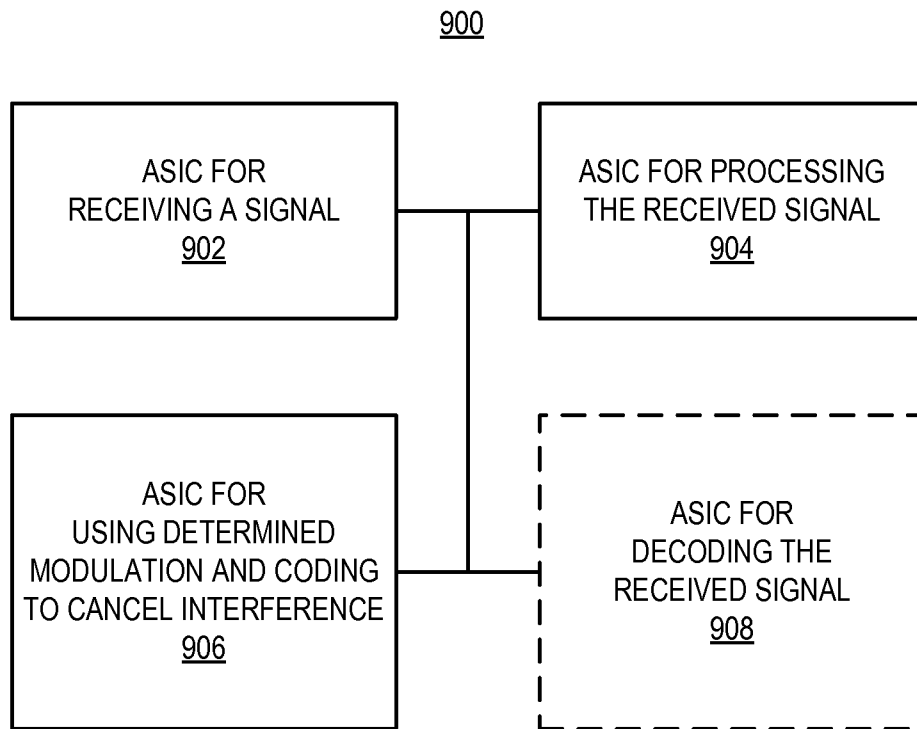 900
ASIC FOR
RECEIVING A SIGNAL
902
ASIC FOR PROCESSING
THE RECEIVED SIGNAL
904
ASIC FOR
USING DETERMINED
MODULATION AND CODING
TO CANCEL INTERFERENCE
906
ASIC FOR
DECODING THE
RECEIVED SIGNAL
908